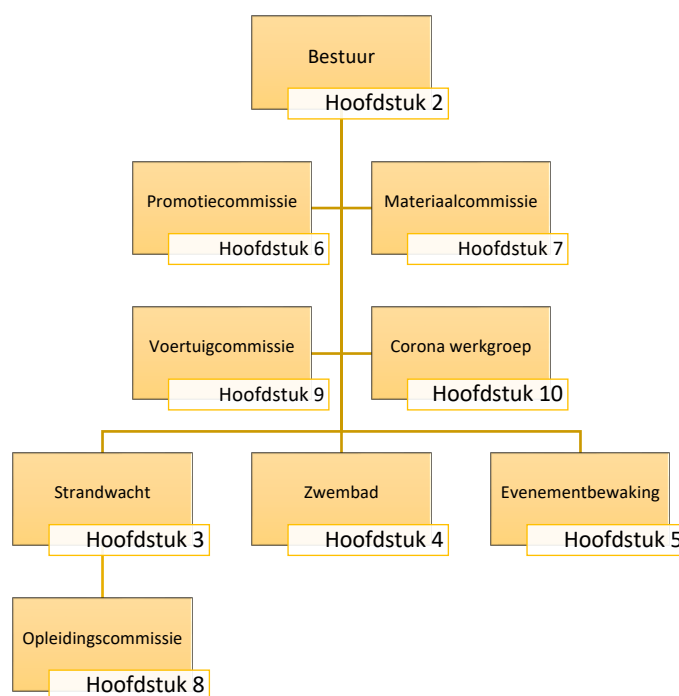 Bestuur
Hoofdstuk 2
Promotiecommissie
Hoofdstuk 6
Materiaalcommissie
Hoofdstuk 7
Voertuigcommissie
Hoofdstuk 9
Corona werkgroep
Hoofdstuk 10
Strandwacht
Hoofdstuk 3
Zwembad
Hoofdstuk 4
Evenementbewaking
Hoofdstuk 5
Opleidingscommissie
Hoofdstuk 8